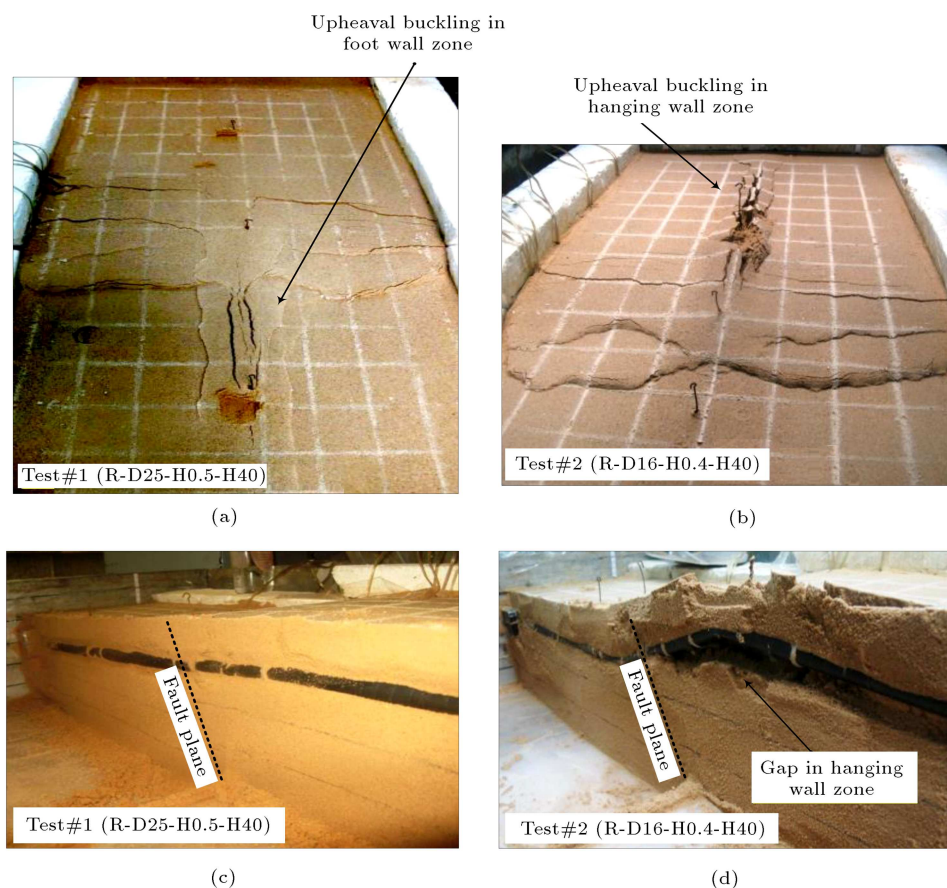 Upheaval buckling in
foot wall zone
Upheaval buckling in
hanging wall zone
Test#1 (R-D25-H0.5-H40)
Test#2 (R-D16-H0.4-H40)
(a)
(b)
Fault plane
Fault plane
Gap in hanging
wall zone
Test#1 (R-D25-H0.5-H40)
Test#2 (R-D16-H0.4-H40)
(c)
(d)